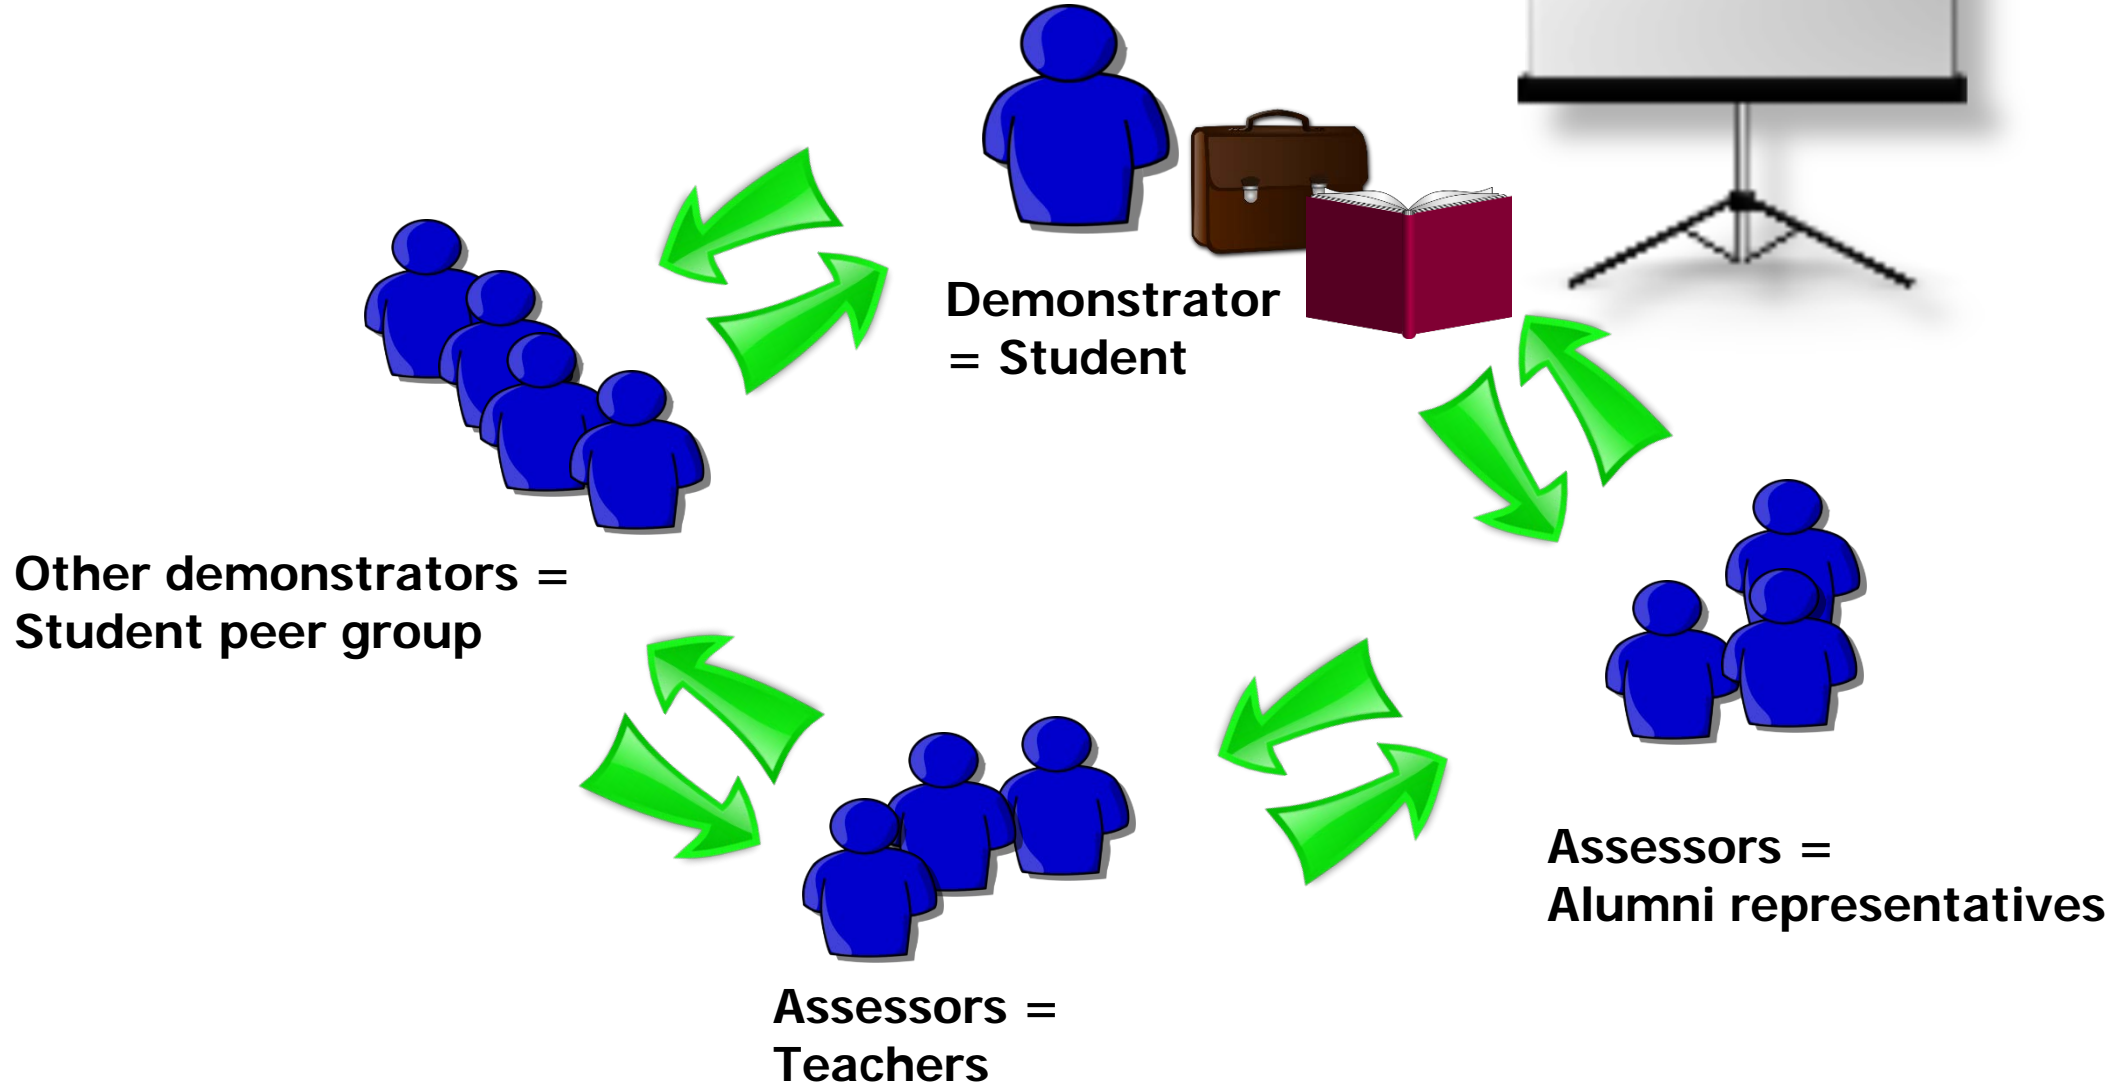 Demonstrator
= Student
Other demonstrators =
Student peer group
Assessors =
Alumni representatives
Assessors =
Teachers